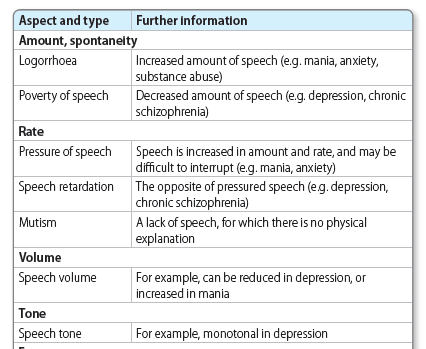 Aspect and type Further information
Amount, spontaneity
Logorrhoea Increased amount of speech (e.g. mania, anxiety,
substance abuse)
Poverty of speech Decreased amount of speech (e.g. depression, chronic
schizophrenia)
Rate
Pressure of speech Speech is increased in amount and rate, and may be
difficult to interrupt (e.g. mania, anxiety)
Speech retardation The opposite of pressured speech (e.g. depression,
chronic schizophrenia)
Mutism A lack of speech, for which there is no physical
explanation
Volume
Speech volume For example, can be reduced in depression, or
increased in mania
Tone
Speech tone For example, monotonal in depression